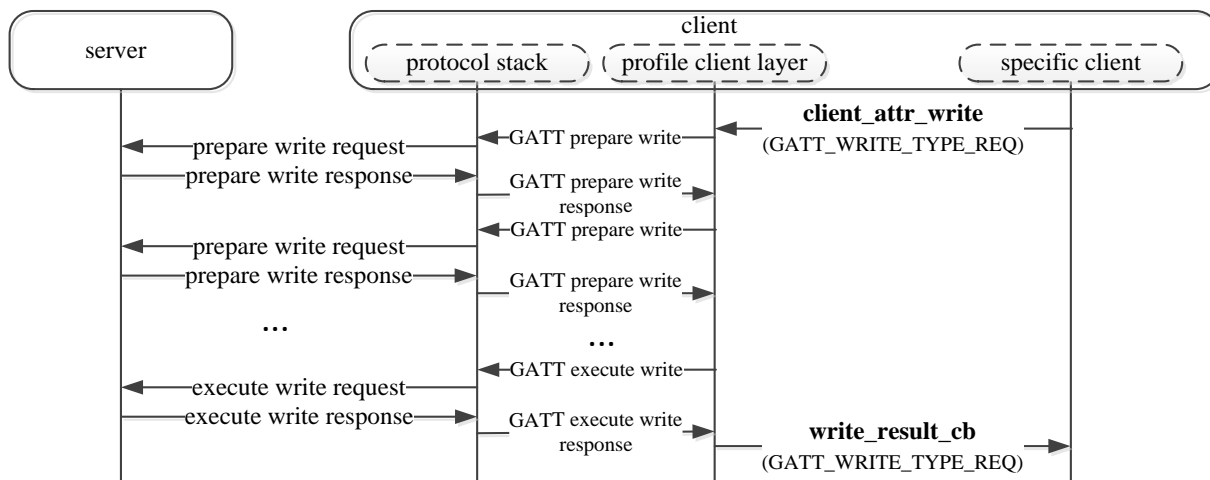 client
server
protocol stack
profile client layer
specific client
client_attr_write
(GATT_WRITE_TYPE_REQ)
GATT prepare write
prepare write request
prepare write response
GATT prepare write
response
GATT prepare write
prepare write request
prepare write response
GATT prepare write
response
...
...
GATT execute write
execute write request
execute write response
GATT execute write
response
write_result_cb
(GATT_WRITE_TYPE_REQ)